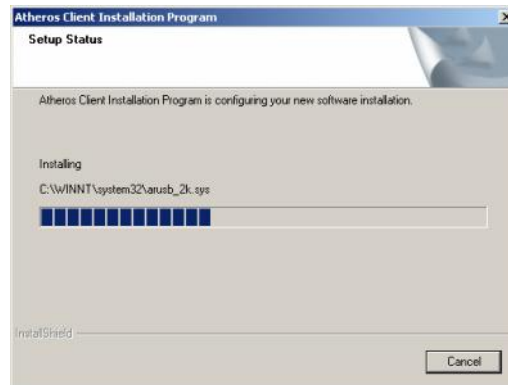 Atheros Client Installation Program
Setup Status
Atheros Client Installation Program is configuring your new software installation.
Installing
C:\WINNT\system32\arusb_2k.sys
InstallShield
Cancel